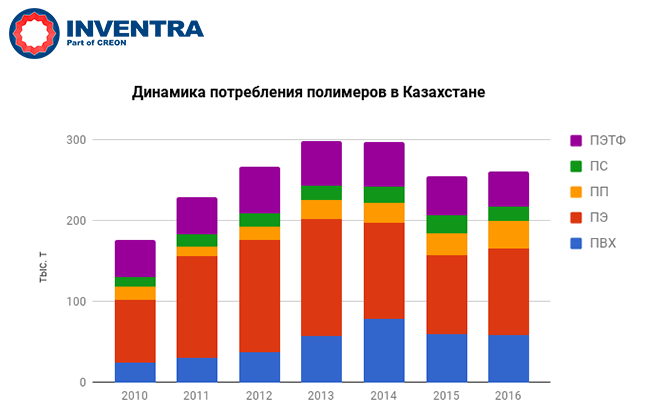 INVENTRA
Part of CREON
Динамика потребления полимеров в Казахстане
тыс. т
300
200
100
0
2010 2011 2012 2013 2014 2015 2016
ПЭТФ
ПС
ПП
ПЭ
ПВХ